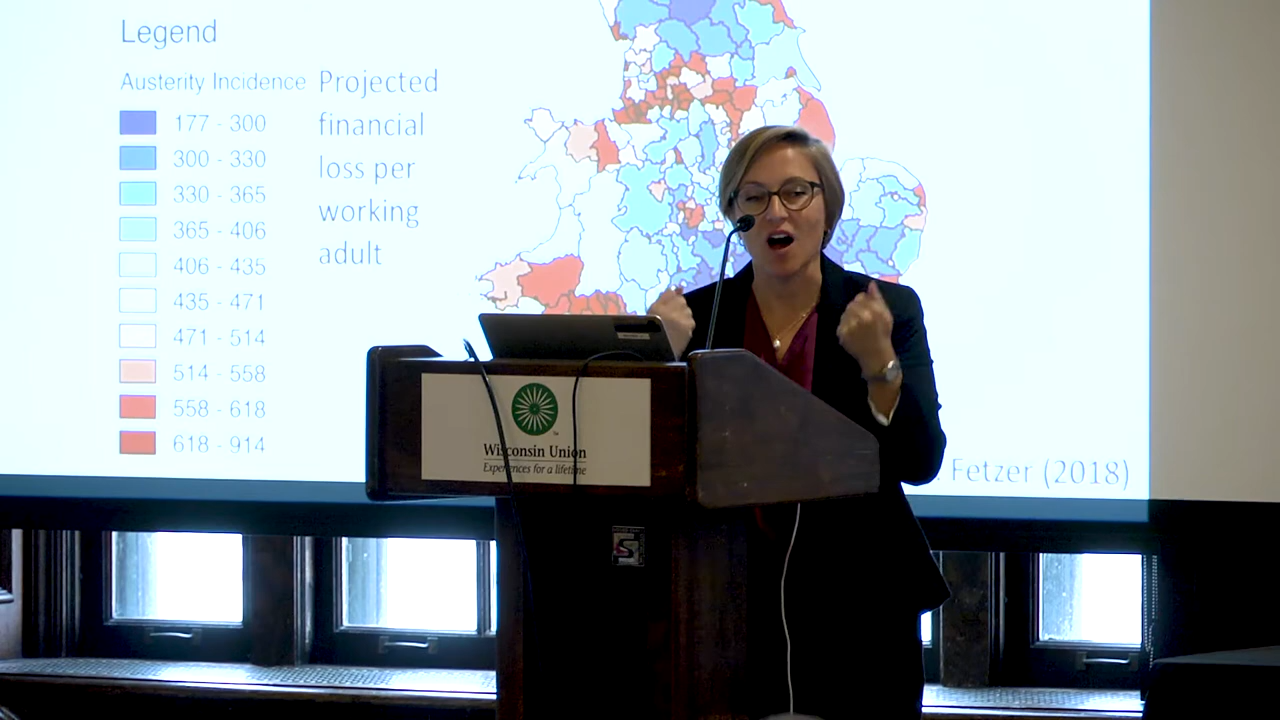 Legend
Austerity Incidence
177 - 300
300 - 330
330 - 365
365 - 406
406 - 435
435 - 471
471 - 514
514 - 558
558 - 618
618 - 914
Projected
financial
loss per
working
adult
Fetzer (2018)
Wisconsin Union
Experiences for a lifetime